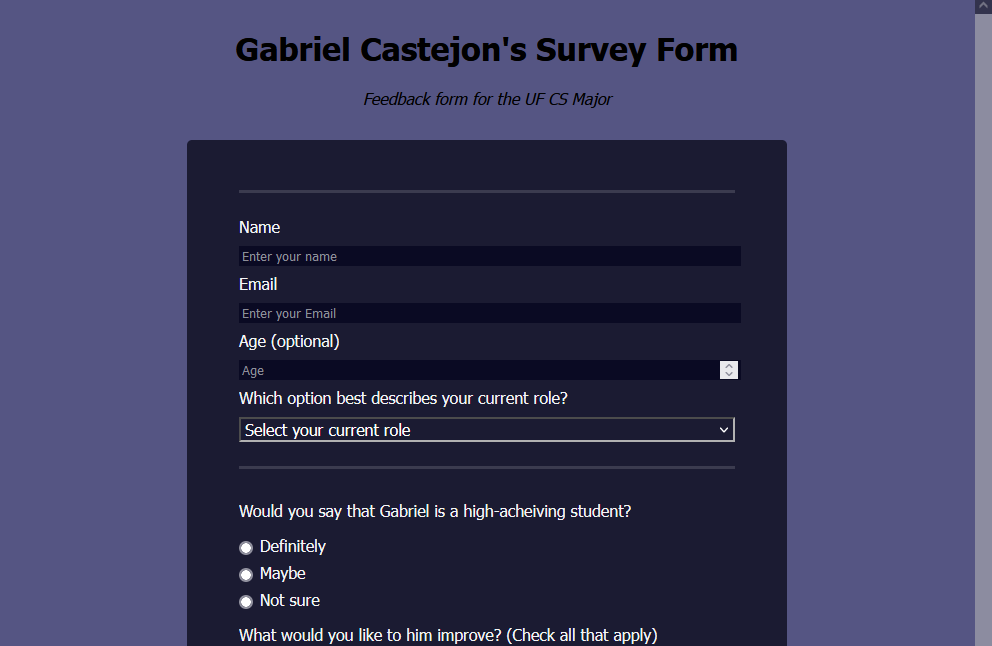 Gabriel Castejon's Survey Form
Feedback form for the UF CS Major
Name
Enter your name
Email
Enter your Email
Age (optional)
Age
Which option best describes your current role?
Select your current role
Would you say that Gabriel is a high-acheiving student?
Definitely
Maybe
Not sure
What would you like to him improve? (Check all that apply)